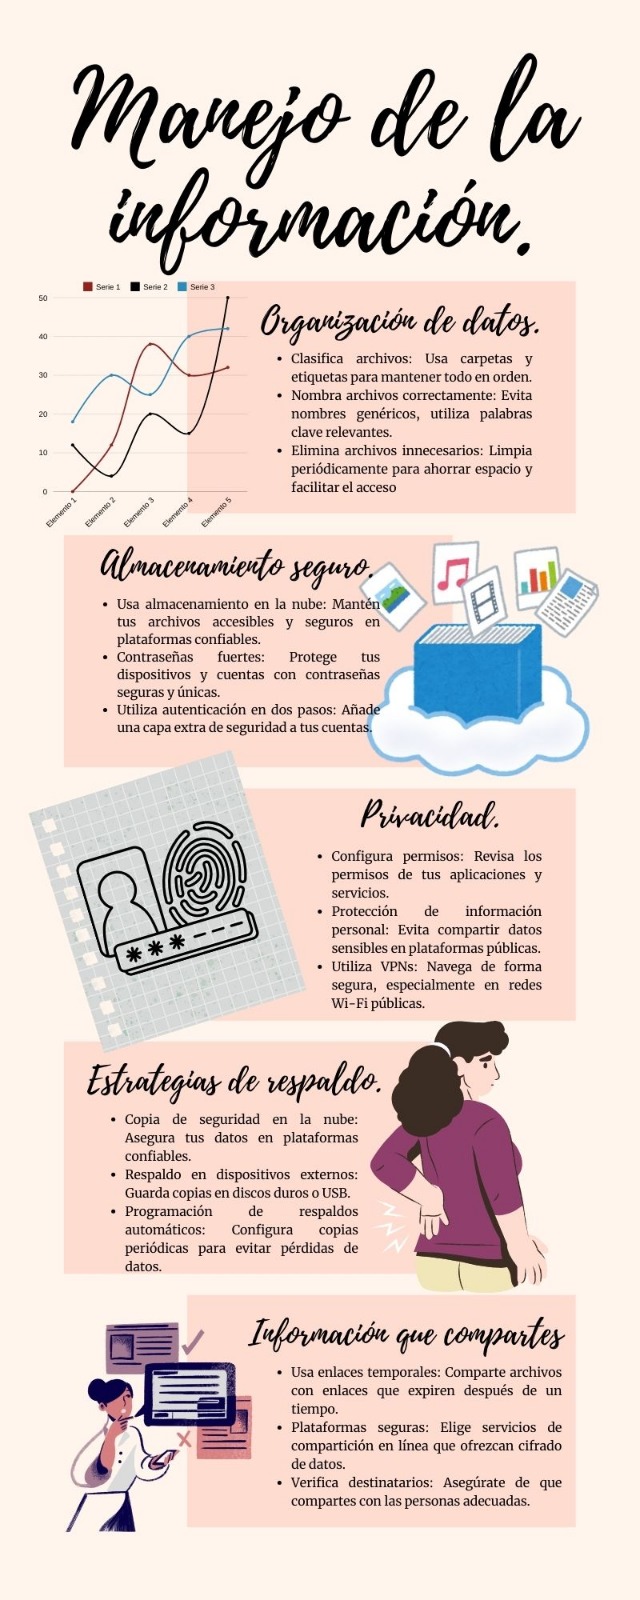 Manejo de la
información.
Serie 1 Serie 2 Serie 3
50
40
30
20
10
0
Elemento 1
Elemento 2
Elemento 3
Elemento 4
Elemento 5
Organización de datos.
• Clasifica archivos: Usa carpetas y
etiquetas para mantener todo en orden.
• Nombra archivos correctamente: Evita
nombres genéricos, utiliza palabras
clave relevantes.
• Elimina archivos innecesarios: Limpia
periódicamente para ahorrar espacio y
facilitar el acceso
Almacenamiento seguro.
• Usa almacenamiento en la nube: Mantén
tus archivos accesibles y seguros en
plataformas confiables.
• Contraseñas fuertes: Protege tus
dispositivos y cuentas con contraseñas
seguras y únicas.
• Utiliza autenticación en dos pasos: Añade
una capa extra de seguridad a tus cuentas.
Privacidad.
• Configura permisos: Revisa los
permisos de tus aplicaciones y
servicios.
• Protección de información
personal: Evita compartir datos
sensibles en plataformas públicas.
• Utiliza VPNs: Navega de forma
segura, especialmente en redes
Wi-Fi públicas.
Estrategias de respaldo.
• Copia de seguridad en la nube:
Asegura tus datos en plataformas
confiables.
• Respaldo en dispositivos externos:
Guarda copias en discos duros o USB.
• Programación de respaldos
automáticos: Configura copias
periódicas para evitar pérdidas de
datos.
Información que compartes
• Usa enlaces temporales: Comparte archivos
con enlaces que expiren después de un
tiempo.
• Plataformas seguras: Elige servicios de
compartición en línea que ofrezcan cifrado
de datos.
• Verifica destinatarios: Asegúrate de que
compartes con las personas adecuadas.